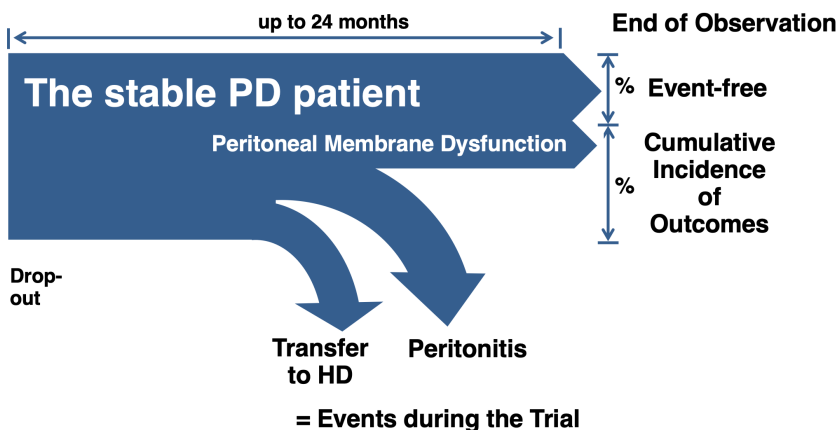 up to 24 months
End of Observation
The stable PD patient
% Event-free
Peritoneal Membrane Dysfunction
Cumulative
Incidence
%
of
Outcomes
Drop-
out
Transfer
to HD
Peritonitis
= Events during the Trial